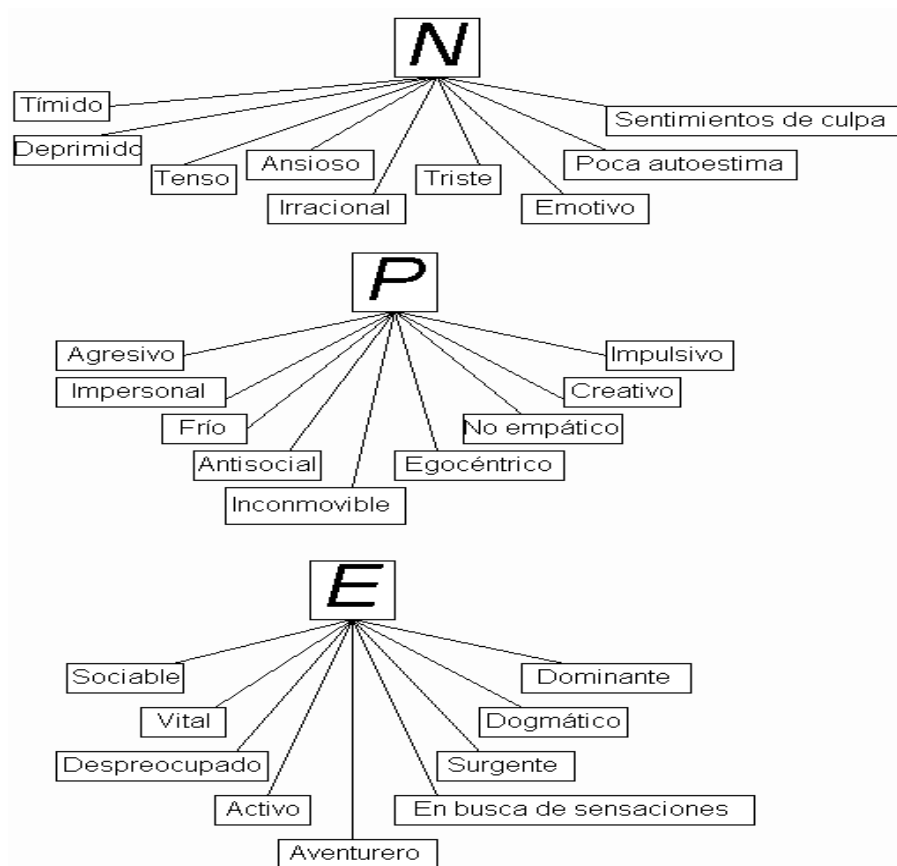 N
Tímido
Sentimientos de culpa
Deprimido
Ansioso
Poca autoestima
Tenso
Triste
Irracional
Emotivo
P
Agresivo
Impulsivo
Impersonal
Creativo
Frío
No empático
Antisocial
Egocéntrico
Inconmovible
E
Sociable
Dominante
Vital
Dogmático
Despreocupado
Surgente
Activo
En busca de sensaciones
Aventurero